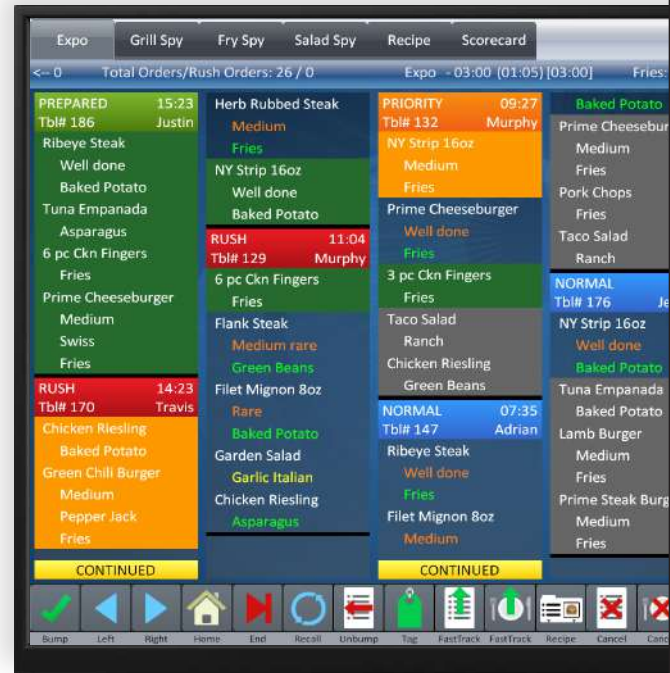 Expo Grill Spy Fry Spy Salad Spy Recipe Scorecard
<-- 0 Total Orders/Rush Orders: 26 / 0 Expo - 03:00 (01:05) [03:00] Fries:
PREPARED 15:23
Tbl# 186 Justin
Ribeye Steak
Well done
Baked Potato
Tuna Empanada
Asparagus
6 pc Ckn Fingers
Fries
Prime Cheeseburger
Medium
Swiss
Fries
RUSH 14:23
Tbl# 170 Travis
Chicken Riesling
Baked Potato
Green Chili Burger
Medium
Pepper Jack
Fries
CONTINUED
Herb Rubbed Steak
Medium
Fries
NY Strip 16oz
Well done
Baked Potato
RUSH 11:04
Tbl# 129 Murphy
6 pc Ckn Fingers
Fries
Flank Steak
Medium rare
Green Beans
Filet Mignon 8oz
Rare
Baked Potato
Garden Salad
Garlic Italian
Chicken Riesling
Asparagus
PRIORITY 09:27
Tbl# 132 Murphy
NY Strip 16oz
Medium
Fries
Prime Cheeseburger
Well done
Fries
3 pc Ckn Fingers
Fries
Taco Salad
Ranch
Chicken Riesling
Green Beans
NORMAL 07:35
Tbl# 147 Adrian
Ribeye Steak
Well done
Fries
Filet Mignon 8oz
Medium
CONTINUED
Baked Potato
Prime Cheesebur
Medium
Fries
Pork Chops
Fries
Taco Salad
Ranch
NORMAL
Tbl# 176 Je
NY Strip 16oz
Well done
Baked Potato
Tuna Empanada
Baked Potato
Lamb Burger
Medium
Fries
Prime Steak Burg
Medium
Fries
Bump Left Right Home End Recall Unbump Tag FastTrack FastTrack Recipe Cancel Canc